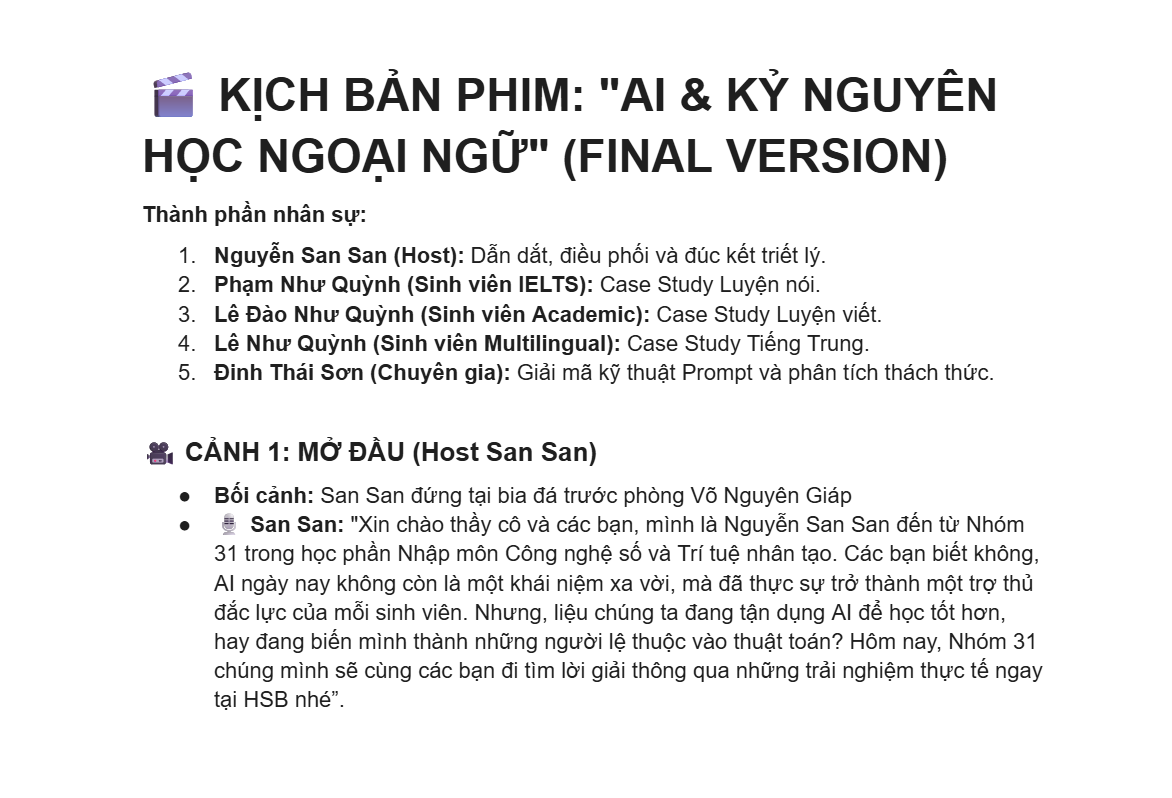 🎬 KỊCH BẢN PHIM: "AI & KỶ NGUYÊN
HỌC NGOẠI NGỮ" (FINAL VERSION)
Thành phần nhân sự:
1. Nguyễn San San (Host): Dẫn dắt, điều phối và đúc kết triết lý.
2. Phạm Như Quỳnh (Sinh viên IELTS): Case Study Luyện nói.
3. Lê Đào Như Quỳnh (Sinh viên Academic): Case Study Luyện viết.
4. Lê Như Quỳnh (Sinh viên Multilingual): Case Study Tiếng Trung.
5. Đinh Thái Sơn (Chuyên gia): Giải mã kỹ thuật Prompt và phân tích thách thức.
🎥 CẢNH 1: MỞ ĐẦU (Host San San)
● Bối cảnh: San San đứng tại bia đá trước phòng Võ Nguyên Giáp
● 🎙️ San San: "Xin chào thầy cô và các bạn, mình là Nguyễn San San đến từ Nhóm
31 trong học phần Nhập môn Công nghệ số và Trí tuệ nhân tạo. Các bạn biết không,
AI ngày nay không còn là một khái niệm xa vời, mà đã thực sự trở thành một trợ thủ
đắc lực của mỗi sinh viên. Nhưng, liệu chúng ta đang tận dụng AI để học tốt hơn,
hay đang biến mình thành những người lệ thuộc vào thuật toán? Hôm nay, Nhóm 31
chúng mình sẽ cùng các bạn đi tìm lời giải thông qua những trải nghiệm thực tế ngay
tại HSB nhé”.